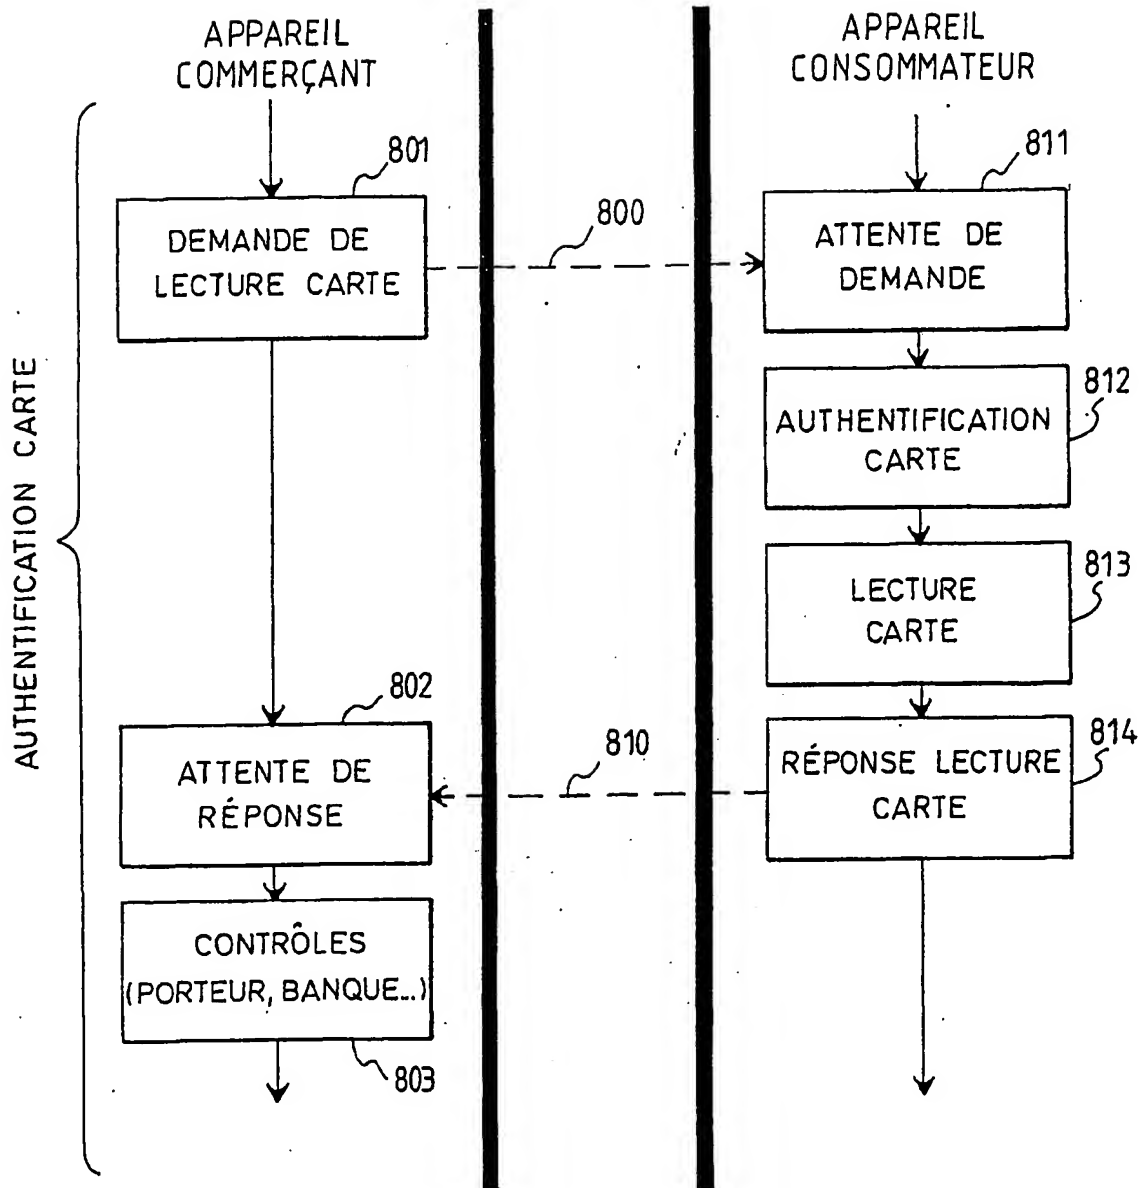 APPAREIL
COMMERÇANT
APPAREIL
CONSOMMATEUR
801
811
DEMANDE DE
LECTURE CARTE
800
ATTENTE DE
DEMANDE
812
AUTHENTIFICATION
CARTE
AUTHENTIFICATION CARTE
813
LECTURE
CARTE
802
ATTENTE DE
RÉPONSE
810
814
RÉPONSE LECTURE
CARTE
CONTRÔLES
(PORTEUR, BANQUE...)
803